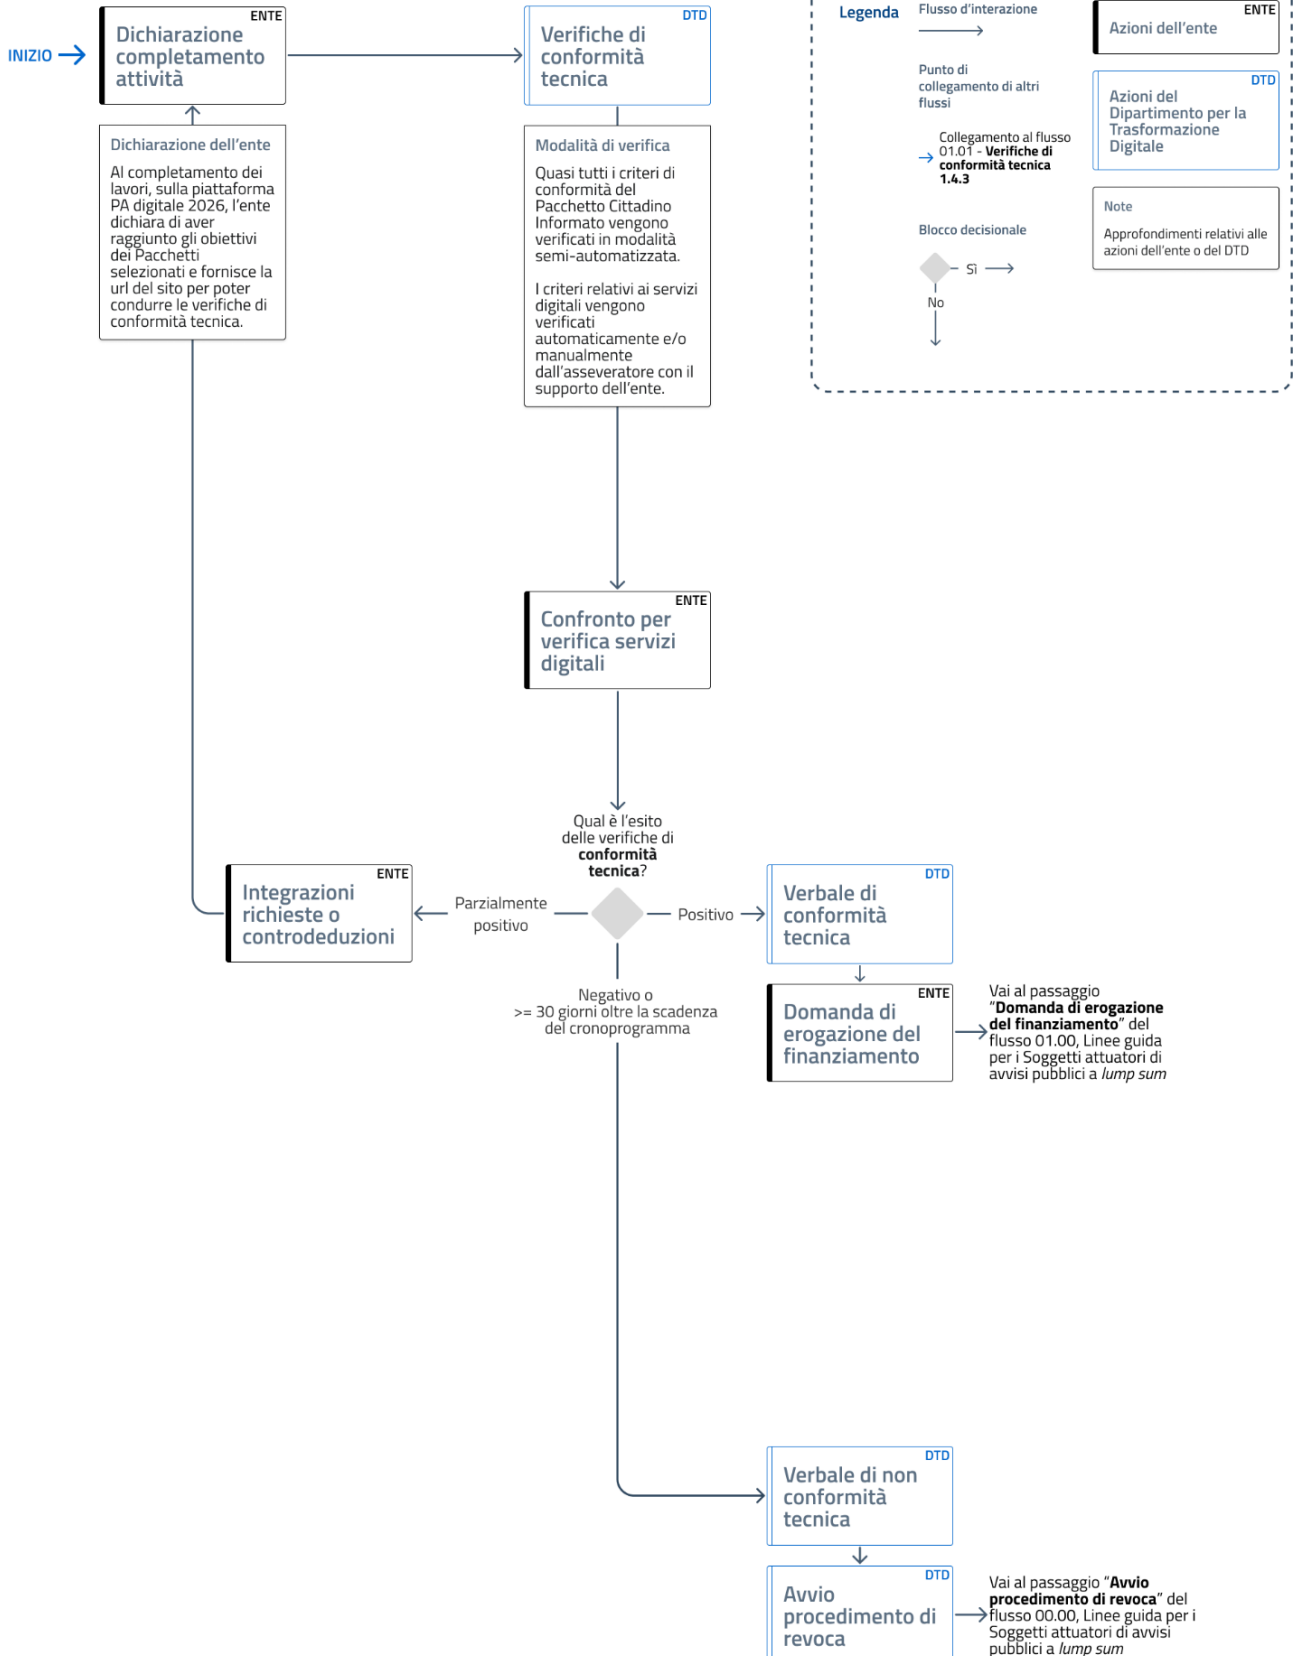 INIZIO
ENTE
Dichiarazione
completamento
attività
Dichiarazione dell'ente
Al completamento dei
lavori, sulla piattaforma
PA digitale 2026, l'ente
dichiara di aver
raggiunto gli obiettivi
dei Pacchetti
selezionati e fornisce la
url del sito per poter
condurre le verifiche di
conformità tecnica.
DTD
Verifiche di
conformità
tecnica
Modalità di verifica
Quasi tutti i criteri di
conformità del
Pacchetto Cittadino
Informato vengono
verificati in modalità
semi-automatizzata.
I criteri relativi ai servizi
digitali vengono
verificati
automaticamente e/o
manualmente
dall'asseveratore con il
supporto dell'ente.
Legenda
Flusso d'interazione
Punto di
collegamento di altri
flussi
Collegamento al flusso
01.01 - Verifiche di
conformità tecnica
1.4.3
Blocco decisionale
Sì
No
ENTE
Azioni dell'ente
DTD
Azioni del
Dipartimento per la
Trasformazione
Digitale
Note
Approfondimenti relativi alle
azioni dell'ente o del DTD
ENTE
Confronto per
verifica servizi
digitali
Qual è l'esito
delle verifiche di
conformità
tecnica?
ENTE
Integrazioni
richieste o
controdeduzioni
Parzialmente
positivo
Positivo
DTD
Verbale di
conformità
tecnica
Negativo o
>= 30 giorni oltre la scadenza
del cronoprogramma
ENTE
Domanda di
erogazione del
finanziamento
Vai al passaggio
"Domanda di erogazione
del finanziamento" del
flusso 01.00, Linee guida
per i Soggetti attuatori di
avvisi pubblici a lump sum
DTD
Verbale di non
conformità
tecnica
DTD
Avvio
procedimento di
revoca
Vai al passaggio "Avvio
procedimento di revoca" del
flusso 00.00, Linee guida per i
Soggetti attuatori di avvisi
pubblici a lump sum